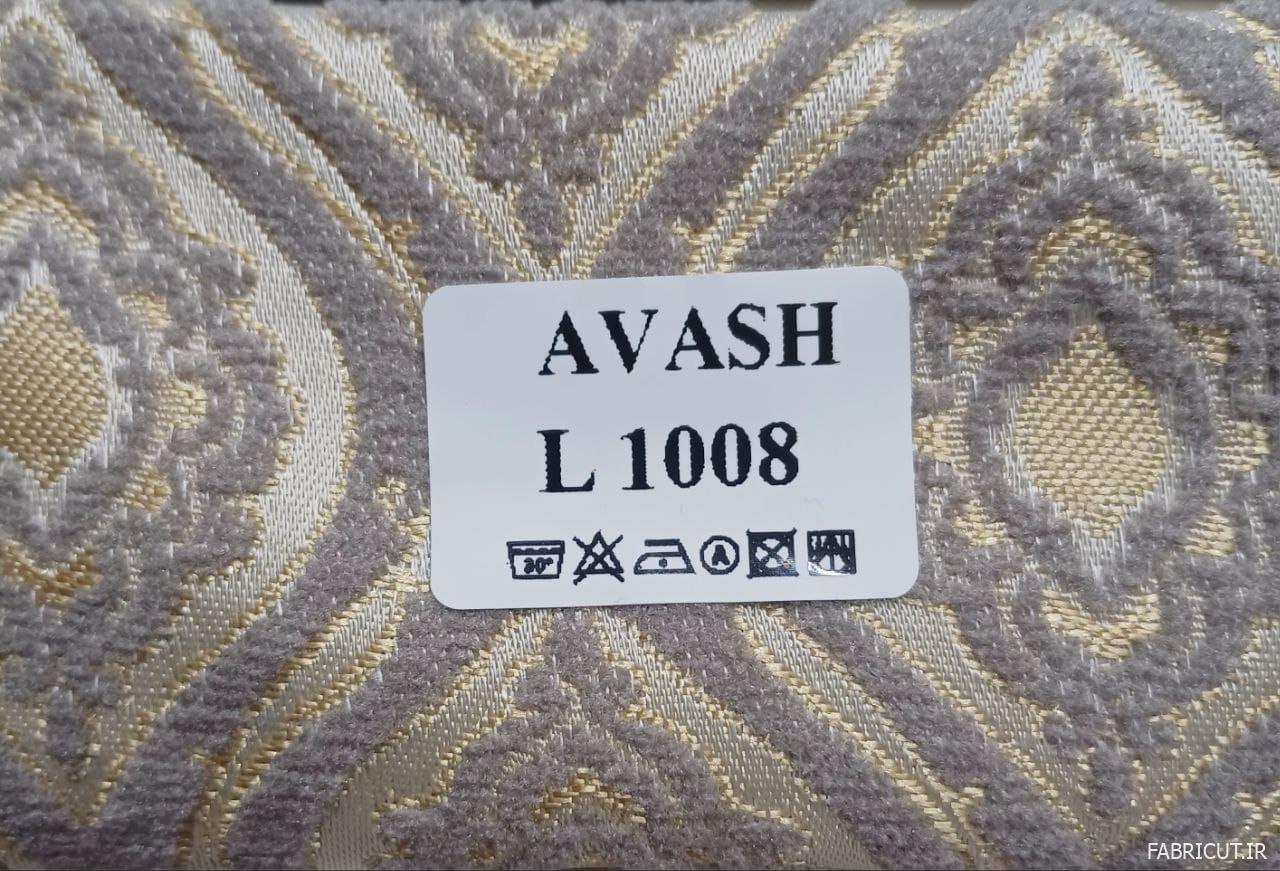 AVASH
L 1008
30° A
FABRICUT.IR